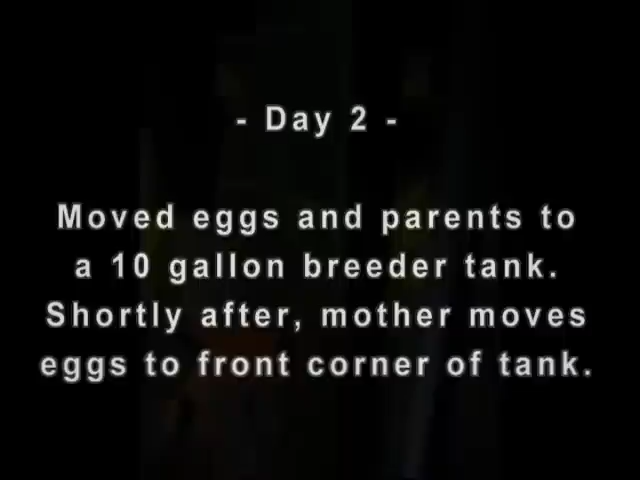 - Day 2 -
Moved eggs and parents to
a 10 gallon breeder tank.
Shortly after, mother moves
eggs to front corner of tank.